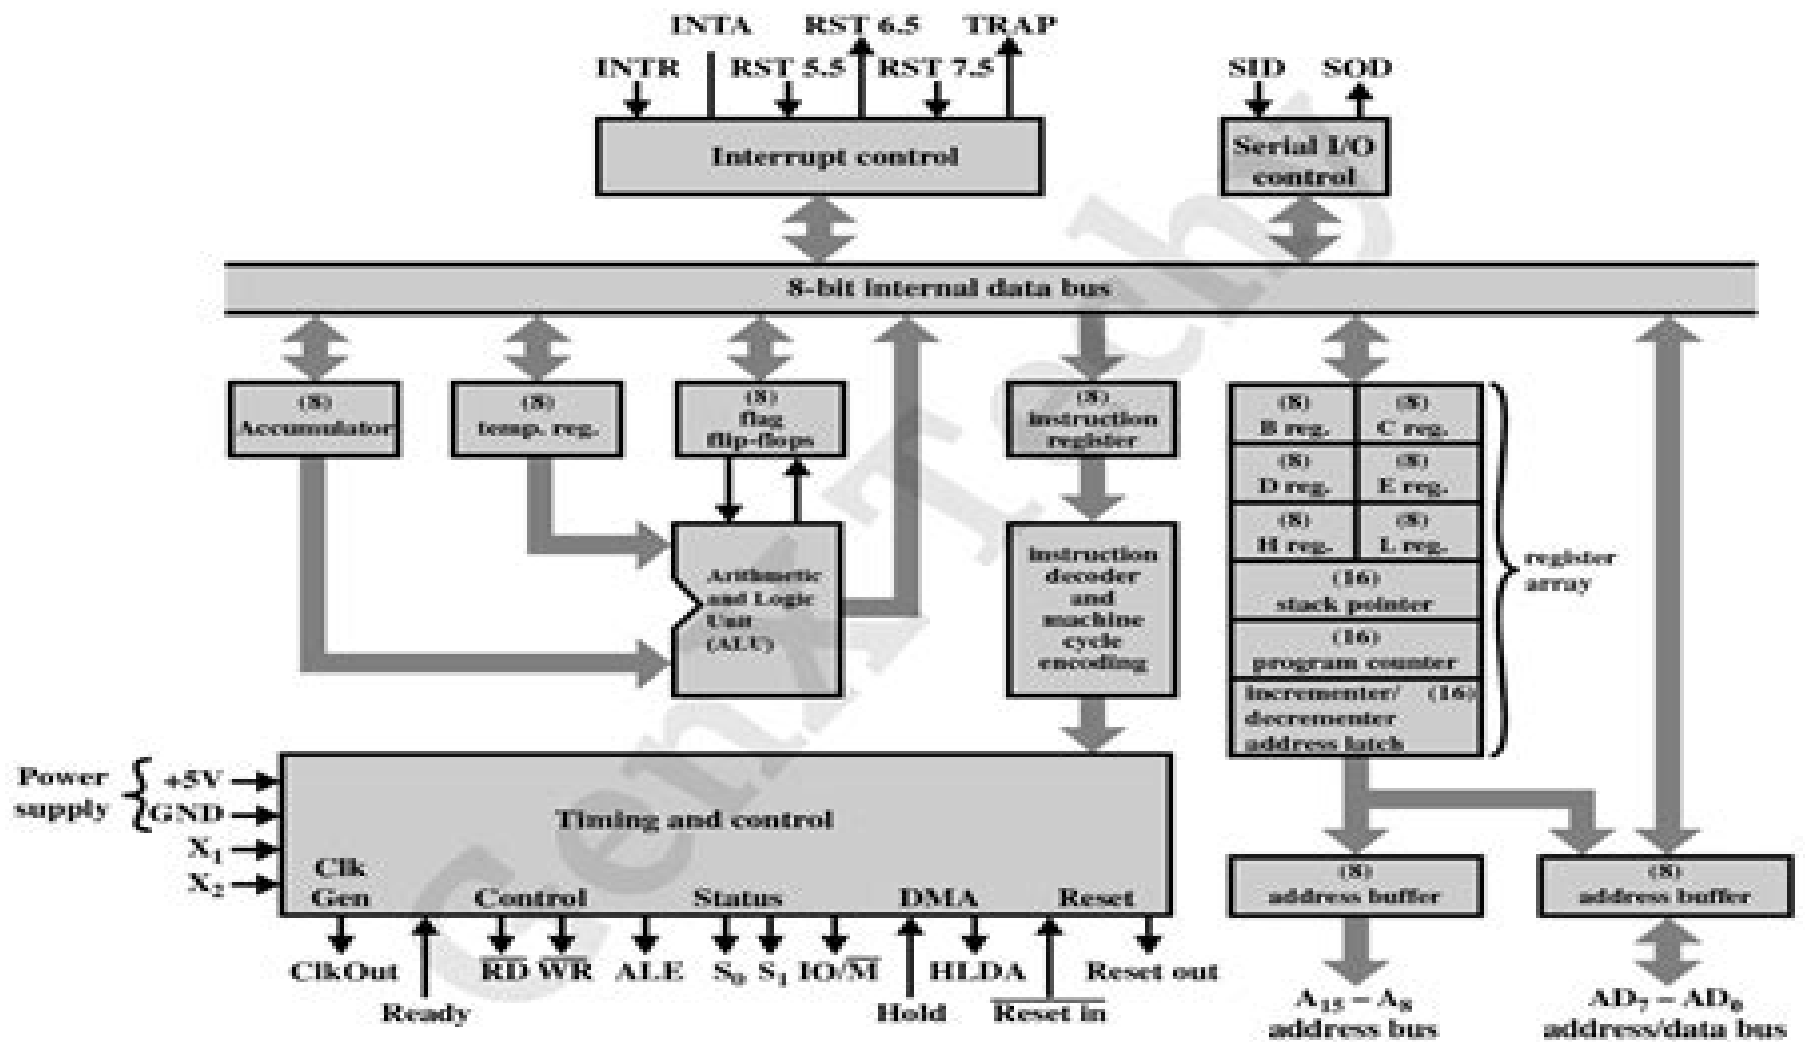 INTA RST 6.5 TRAP
INTR RST 5.5 RST 7.5
SID SOD
Interrupt control
Serial I/O
control
8-bit internal data bus
(8)
Accumulator
(8)
temp. reg.
(8)
flag
flip-flops
(8)
instruction
register
(8)
B reg.
(8)
C reg.
(8)
D reg.
(8)
E reg.
(8)
H reg.
(8)
L reg.
(16)
stack pointer
(16)
program counter
incrementer/ (16)
decrementer
address latch
register
array
Arithmetic
and Logic
Unit
(ALU)
instruction
decoder
and
machine
cycle
encoding
Power
supply
+5V
GND
X1
X2
Timing and control
Clk
Gen
Control
Status
DMA
Reset
ClkOut
Ready
R̅D̅ W̅R̅
ALE
S0 S1 IO/M̅
Hold
HLDA
R̅e̅s̅e̅t̅ i̅n̅
Reset out
(8)
address buffer
(8)
address buffer
A15 – A8
address bus
AD7 – AD0
address/data bus